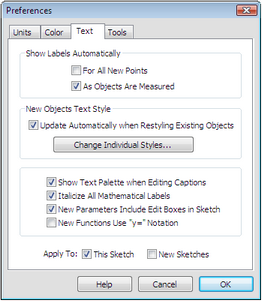 Preferences
Units Color Text Tools
Show Labels Automatically
For All New Points
As Objects Are Measured
New Objects Text Style
Update Automatically when Restyling Existing Objects
Change Individual Styles...
Show Text Palette when Editing Captions
Italicize All Mathematical Labels
New Parameters Include Edit Boxes in Sketch
New Functions Use "y=" Notation
Apply To: This Sketch New Sketches
Help Cancel OK